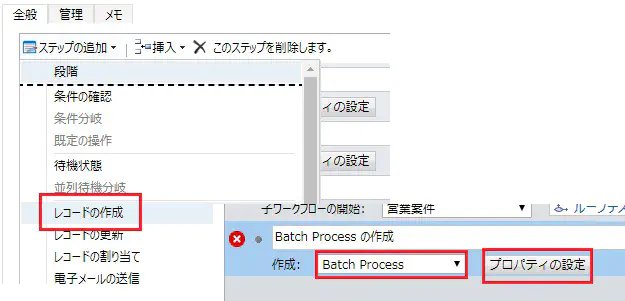 全般 管理 メモ
ステップの追加 挿入 このステップを削除します。
段階
条件の確認
ィの設定
条件分岐
既定の操作
ィの設定
待機状態
並列待機分岐
レコードの作成
子ワークフローの開始: 営業案件
レコードの更新
Batch Process の作成
レコードの割り当て
作成: Batch Process プロパティの設定
電子メールの送信